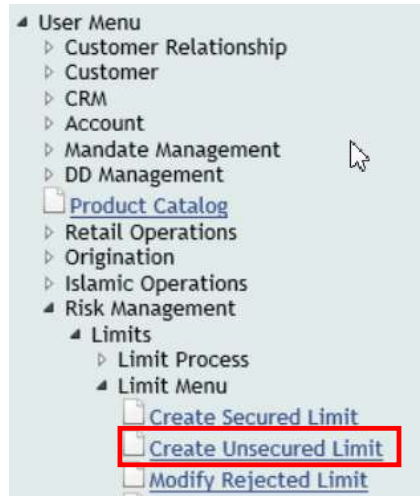 User Menu
Customer Relationship
Customer
CRM
Account
Mandate Management
DD Management
Product Catalog
Retail Operations
Origination
Islamic Operations
Risk Management
Limits
Limit Process
Limit Menu
Create Secured Limit
Create Unsecured Limit
Modify Rejected Limit